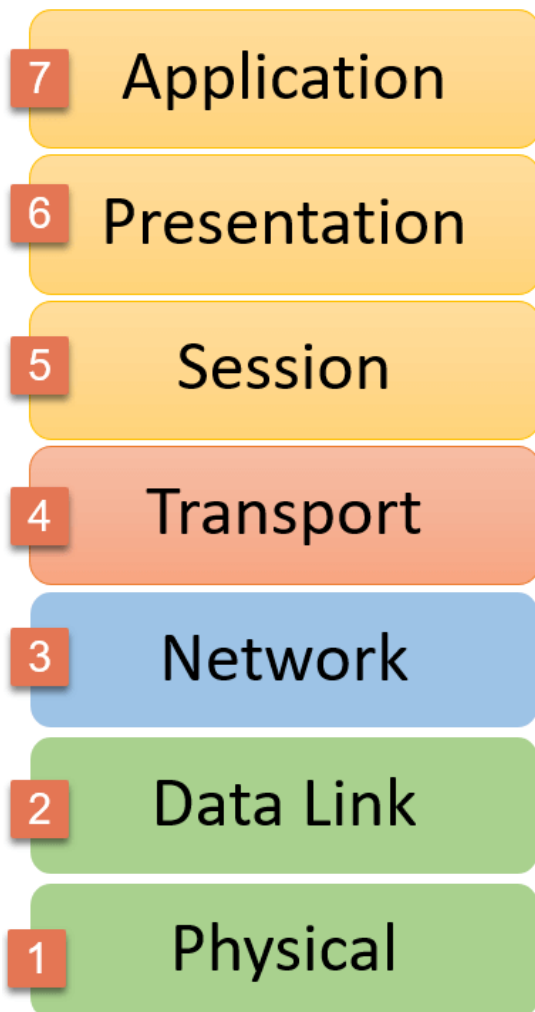 7 Application
6 Presentation
5 Session
4 Transport
3 Network
2 Data Link
1 Physical